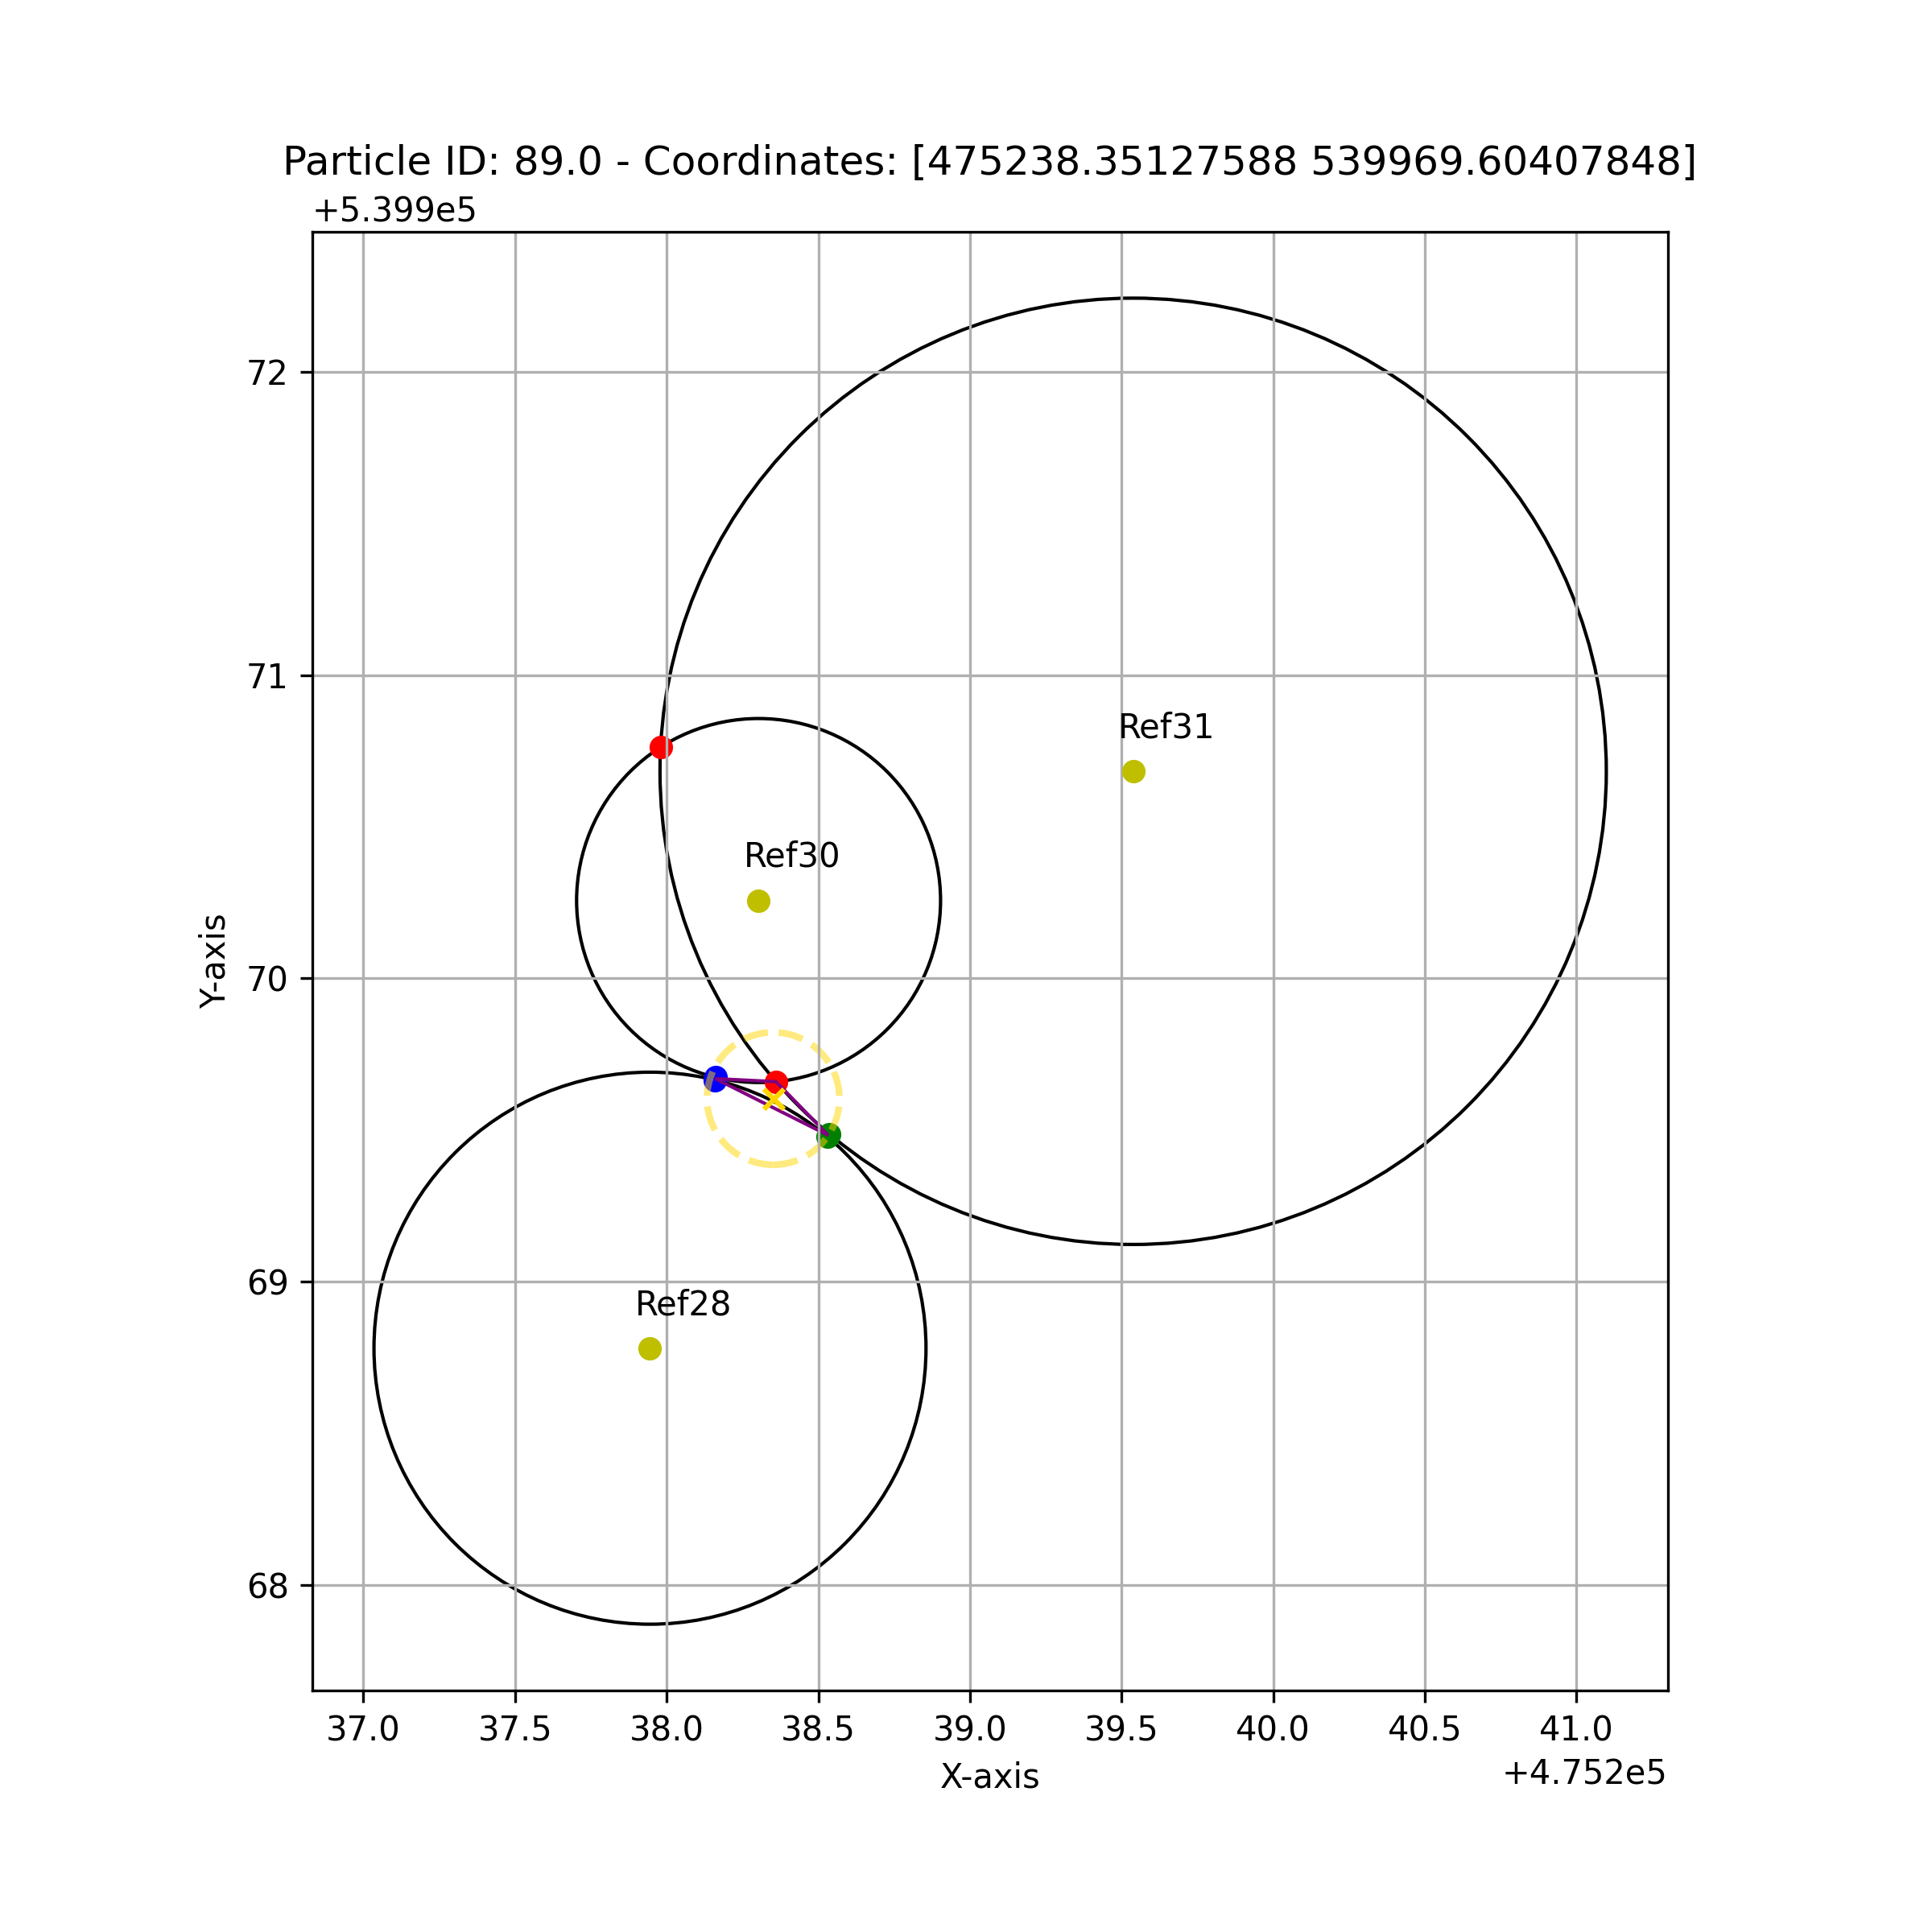 Particle ID: 89.0 - Coordinates: [475238.35127588 539969.60407848]
+5.399e5
72
71
70
69
68
Y-axis
Ref31
Ref30
Ref28
37.0 37.5 38.0 38.5 39.0 39.5 40.0 40.5 41.0
X-axis
+4.752e5